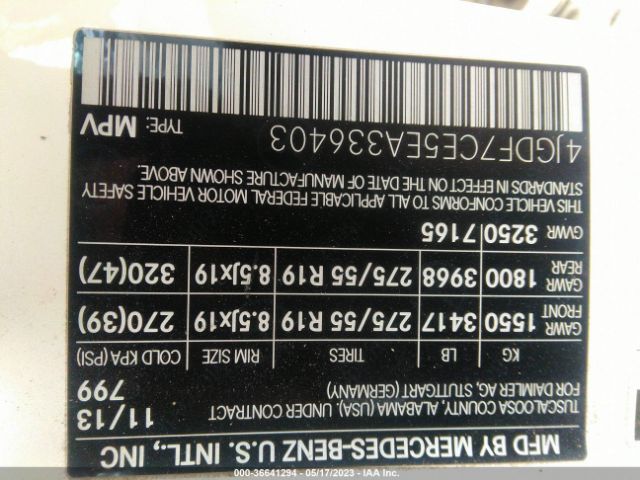 MFD BY MERCEDES-BENZ U.S. INTL., INC
TUSCALOOSA COUNTY, ALABAMA (USA). UNDER CONTRACT
FOR DAIMLER AG, STUTTGART (GERMANY)
11/13
799
KG LB TIRES RIM SIZE COLD KPA (PSI)
GAWR FRONT 1550 3417 275/55 R19 8.5Jx19 270(39)
GAWR REAR 1800 3968 275/55 R19 8.5Jx19 320(47)
GVWR 3250 7165
THIS VEHICLE CONFORMS TO ALL APPLICABLE FEDERAL MOTOR VEHICLE SAFETY
STANDARDS IN EFFECT ON THE DATE OF MANUFACTURE SHOWN ABOVE.
4JGDF7CE5EA336403 TYPE: MPV
000-36641294 - 05/17/2023 - IAA Inc.